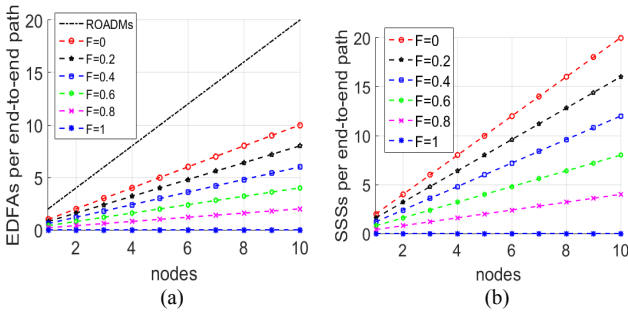 EDFAs per end-to-end path
20
15
10
5
0
ROADMs
F=0
F=0.2
F=0.4
F=0.6
F=0.8
F=1
2 4 6 8 10
nodes
(a)
SSSs per end-to-end path
20
15
10
5
0
F=0
F=0.2
F=0.4
F=0.6
F=0.8
F=1
2 4 6 8 10
nodes
(b)